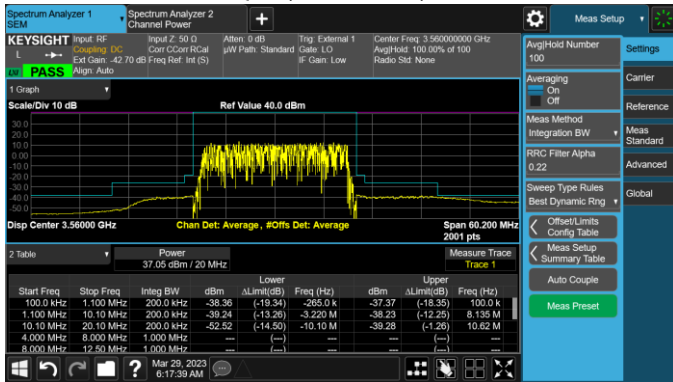 Spectrum Analyzer 1
SEM
Spectrum Analyzer 2
Channel Power
Meas Setup
KEYSIGHT
L
LXI PASS
Input: RF
Coupling: DC
Ext Gain: -42.70 dB
Align: Auto
Input Z: 50 Ω
Corr CCorr RCal
Freq Ref: Int (S)
Atten: 0 dB
µW Path: Standard
Trig: External 1
Gate: LO
IF Gain: Low
Center Freq: 3.560000000 GHz
Avg|Hold: 100.00% of 100
Radio Std: None
1 Graph
Scale/Div 10 dB
Ref Value 40.0 dBm
30.0
20.0
10.0
0.00
-10.0
-20.0
-30.0
-40.0
-50.0
Disp Center 3.56000 GHz
Chan Det: Average , #Offs Det: Average
Span 60.200 MHz
2001 pts
2 Table
Power
37.05 dBm / 20 MHz
Measure Trace
Trace 1
Lower
Upper
Start Freq Stop Freq Integ BW dBm ΔLimit(dB) Freq (Hz) dBm ΔLimit(dB) Freq (Hz)
100.0 kHz 1.100 MHz 200.0 kHz -38.36 (-19.34) -265.0 k -37.37 (-18.35) 100.0 k
1.100 MHz 10.10 MHz 200.0 kHz -39.24 (-13.26) -3.220 M -38.23 (-12.25) 8.135 M
10.10 MHz 20.10 MHz 200.0 kHz -52.52 (-14.50) -10.10 M -39.28 (-1.26) 10.62 M
4.000 MHz 8.000 MHz 1.000 MHz --- (---) --- --- (---) ---
8.000 MHz 12.50 MHz 1.000 MHz --- (---) --- --- (---) ---
Mar 29, 2023
6:17:39 AM
Avg|Hold Number
100
Averaging
On
Off
Meas Method
Integration BW
RRC Filter Alpha
0.22
Sweep Type Rules
Best Dynamic Rng
Offset/Limits
Config Table
Meas Setup
Summary Table
Auto Couple
Meas Preset
Settings
Carrier
Reference
Meas
Standard
Advanced
Global